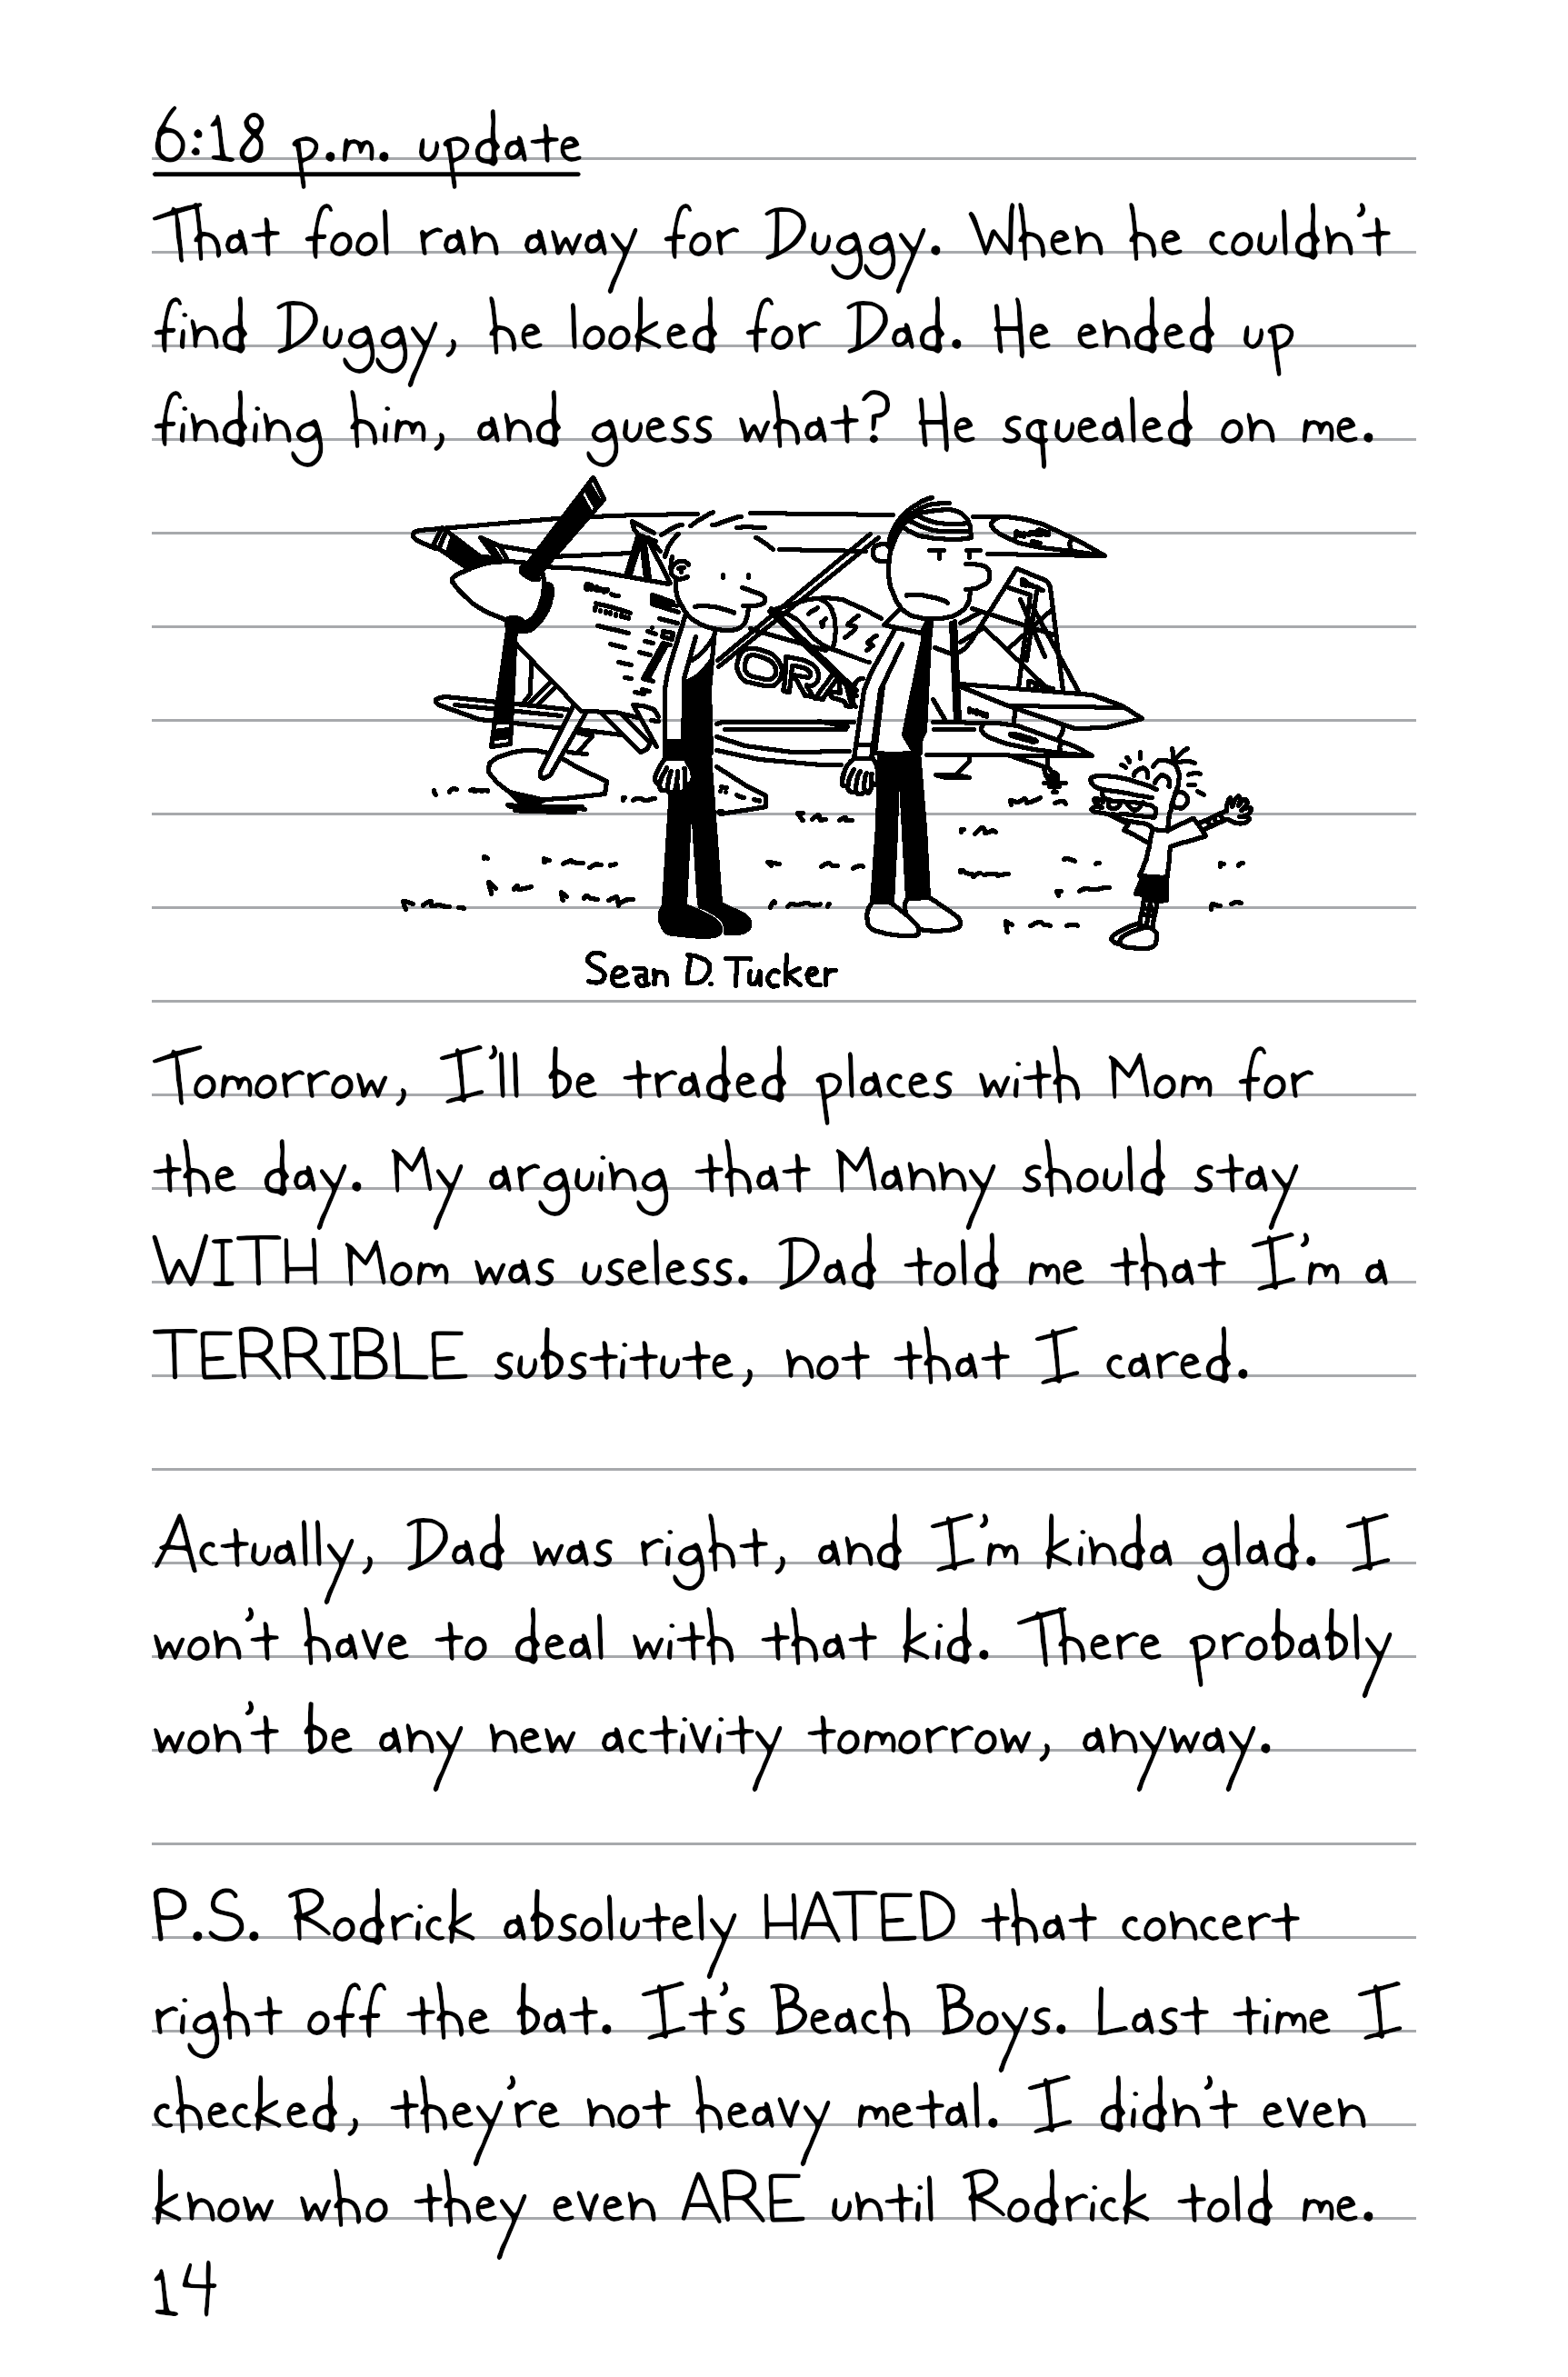 6:18 p.m. update
That fool ran away for Duggy. When he couldn't
find Duggy, he looked for Dad. He ended up
finding him, and guess what? He squealed on me.
ORA
Sean D. Tucker
Tomorrow, I'll be traded places with Mom for
the day. My arguing that Manny should stay
WITH Mom was useless. Dad told me that I'm a
TERRIBLE substitute, not that I cared.
Actually, Dad was right, and I'm kinda glad. I
won't have to deal with that kid. There probably
won't be any new activity tomorrow, anyway.
P.S. Rodrick absolutely HATED that concert
right off the bat. It's Beach Boys. Last time I
checked, they're not heavy metal. I didn't even
know who they even ARE until Rodrick told me.
14